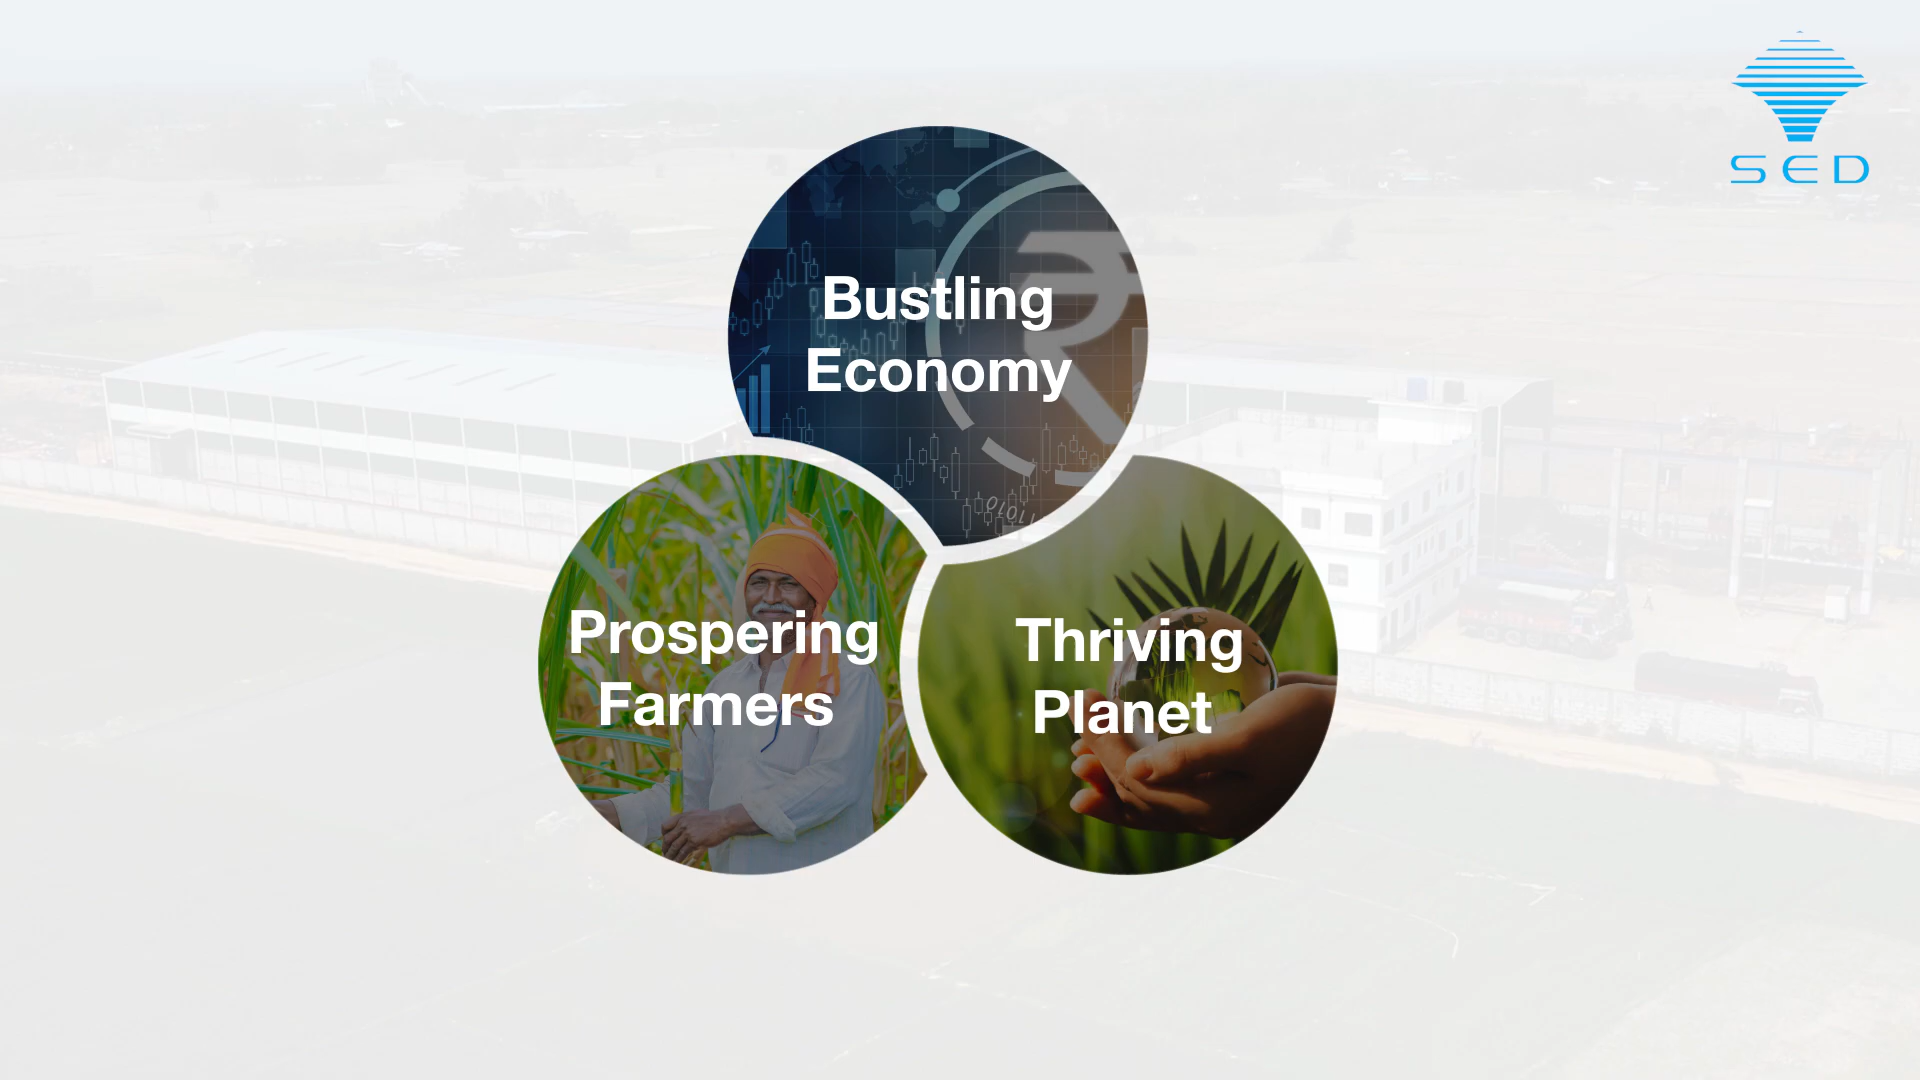 SED
Bustling
Economy
Prospering
Farmers
Thriving
Planet